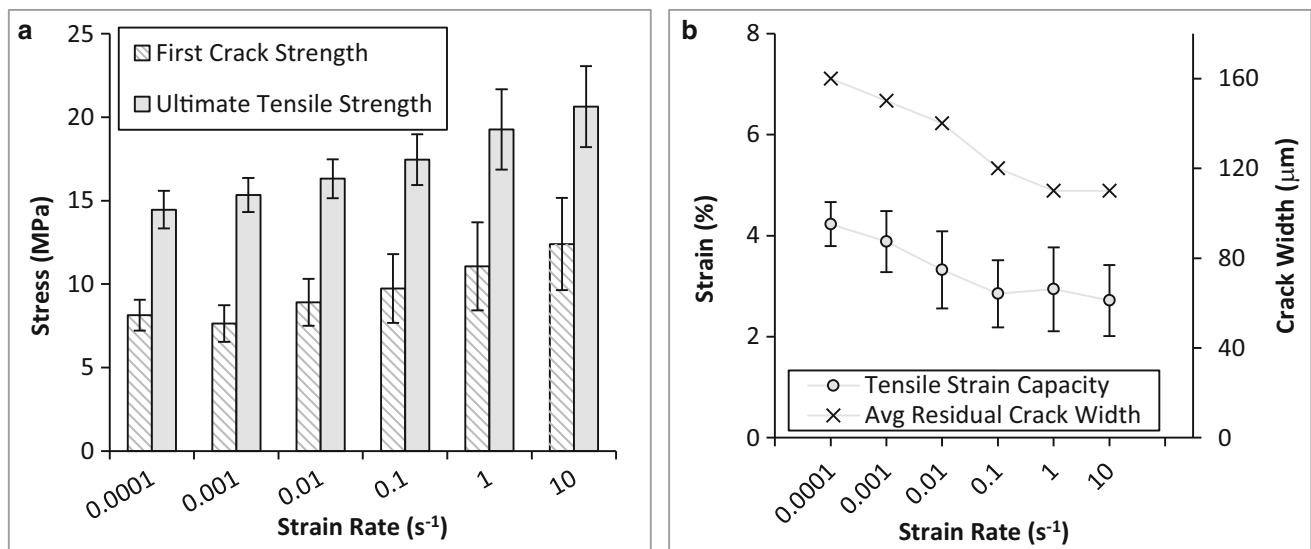 a
25
20
15
10
5
0
Stress (MPa)
First Crack Strength
Ultimate Tensile Strength
0.0001 0.001 0.01 0.1 1 10
Strain Rate (s⁻¹)
b
8
6
4
2
0
Strain (%)
160
120
80
40
0
Crack Width (μm)
Tensile Strain Capacity
Avg Residual Crack Width
0.0001 0.001 0.01 0.1 1 10
Strain Rate (s⁻¹)